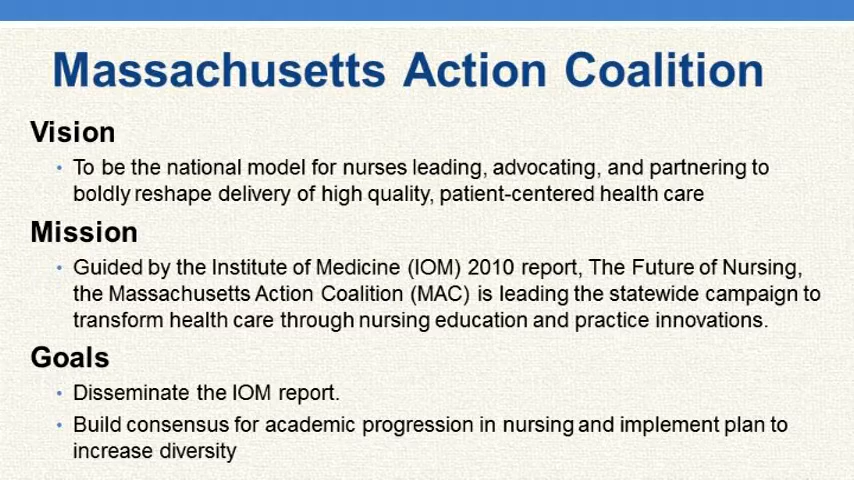 Massachusetts Action Coalition
Vision
• To be the national model for nurses leading, advocating, and partnering to
boldly reshape delivery of high quality, patient-centered health care
Mission
• Guided by the Institute of Medicine (IOM) 2010 report, The Future of Nursing,
the Massachusetts Action Coalition (MAC) is leading the statewide campaign to
transform health care through nursing education and practice innovations.
Goals
• Disseminate the IOM report.
• Build consensus for academic progression in nursing and implement plan to
increase diversity